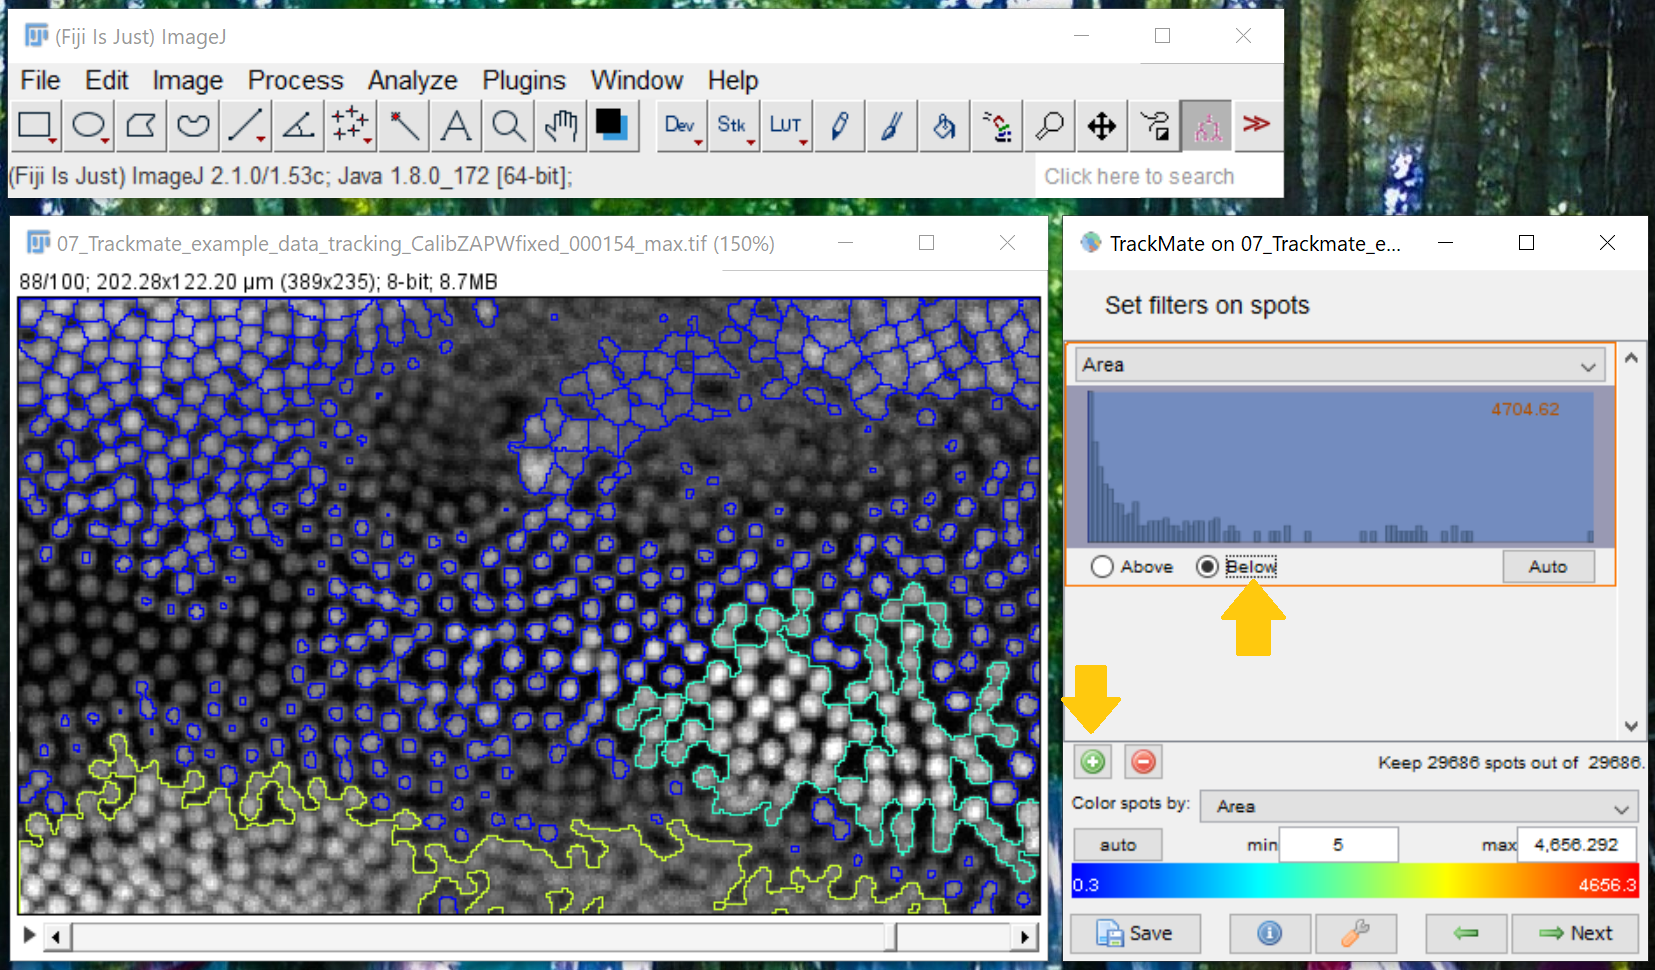 (Fiji Is Just) ImageJ
File Edit Image Process Analyze Plugins Window Help
Dev Stk LUT
(Fiji Is Just) ImageJ 2.1.0/1.53c; Java 1.8.0_172 [64-bit];
Click here to search
07_Trackmate_example_data_tracking_CalibZAPWfixed_000154_max.tif (150%)
88/100; 202.28x122.20 µm (389x235); 8-bit; 8.7MB
TrackMate on 07_Trackmate_e...
Set filters on spots
Area
4704.62
Above Below Auto
Keep 29686 spots out of 29686.
Color spots by: Area
auto min 5 max 4,656.292
0.3 4656.3
Save Next